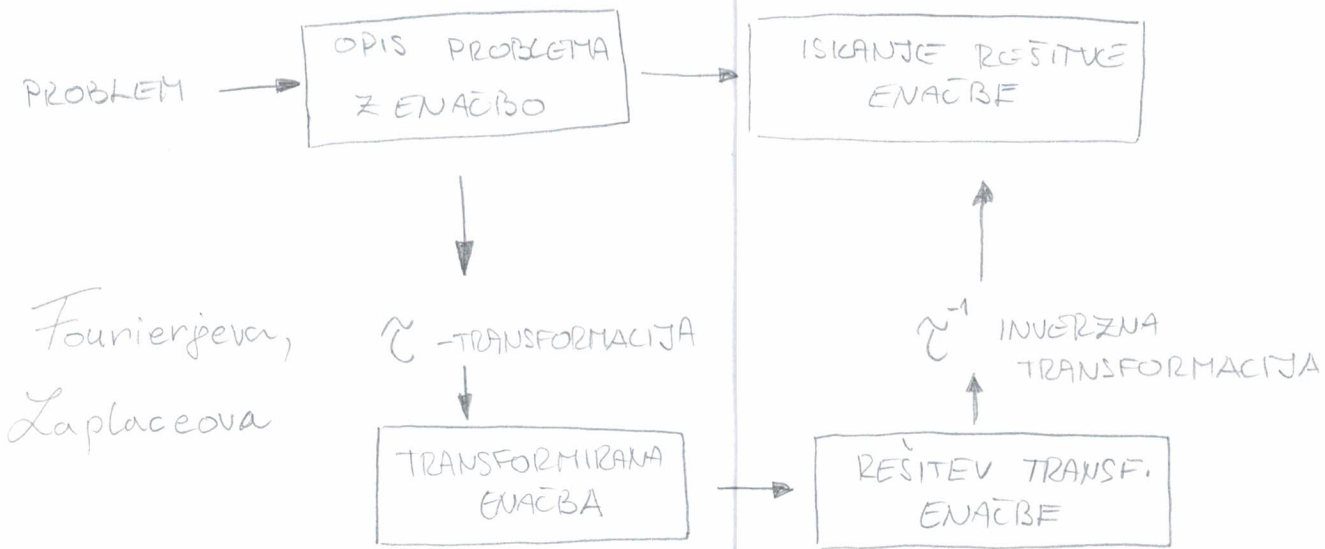 PROBLEM
OPIS PROBLEMA
Z ENAČBO
ISKANJE REŠITVE
ENAČBE
Fourierjeva,
Laplaceova
τ -TRANSFORMACIJA
τ⁻¹ INVERZNA
TRANSFORMACIJA
TRANSFORMIRANA
ENAČBA
REŠITEV TRANSF.
ENAČBE